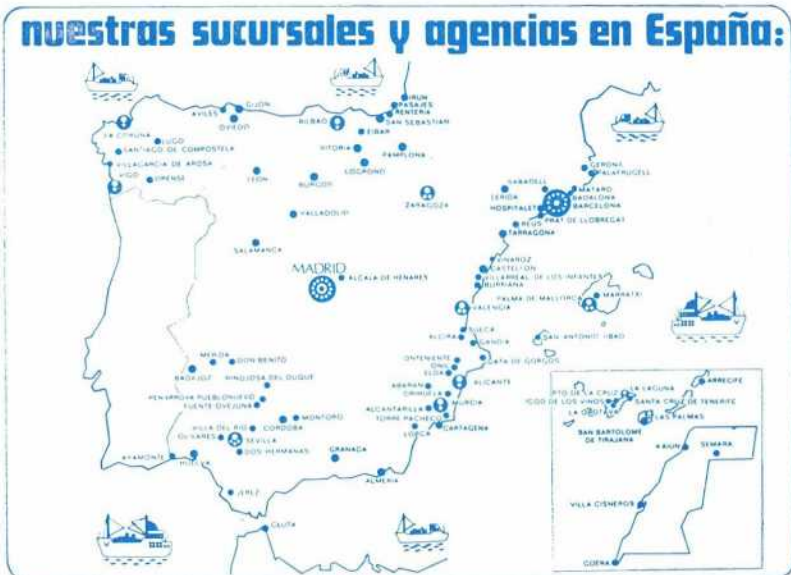 nuestras sucursales y agencias en España:
IRUN
PASAJES
RENTERIA
SAN SEBASTIAN
GIJON
AVILES
OVIEDO
BILBAO
EIBAR
LA CORUÑA
LUGO
SANTIAGO DE COMPOSTELA
VITORIA
PAMPLONA
VILLAGARCIA DE AROSA
VIGO
ORENSE
LEON
BURGOS
LOGROÑO
ZARAGOZA
GERONA
PALAFRUGELL
SABADELL
MATARO
LERIDA
BADALONA
HOSPITALET
BARCELONA
PRAT DE LLOBREGAT
REUS
TARRAGONA
VALLADOLID
SALAMANCA
MADRID
ALCALA DE HENARES
VINAROZ
CASTELLON
VILLARREAL DE LOS INFANTES
BURRIANA
PALMA DE MALLORCA
MARRATXI
VALENCIA
SUECA
ALCIRA
GANDIA
SAN ANTONIO ABAD
MERIDA
DON BENITO
ONTENIENTE
ONIL
GATA DE GORGOS
ELDA
BADAJOZ
HINOJOSA DEL DUQUE
ABARAN
ORIHUELA
ALICANTE
PEÑARROYA PUEBLONUEVO
FUENTE OVEJUNA
ALCANTARILLA
MURCIA
MONTORO
TORRE PACHECO
VILLA DEL RIO
CORDOBA
LORCA
CARTAGENA
OLIVARES
SEVILLA
DOS HERMANAS
GRANADA
AYAMONTE
HUELVA
ALMERIA
JEREZ
CEUTA
ARRECIFE
PTO DE LA CRUZ
LA LAGUNA
ICOD DE LOS VINOS
SANTA CRUZ DE TENERIFE
LA OROTAVA
LAS PALMAS
SAN BARTOLOME
DE TIRAJANA
AAIUN
SEMARA
VILLA CISNEROS
GÜERA